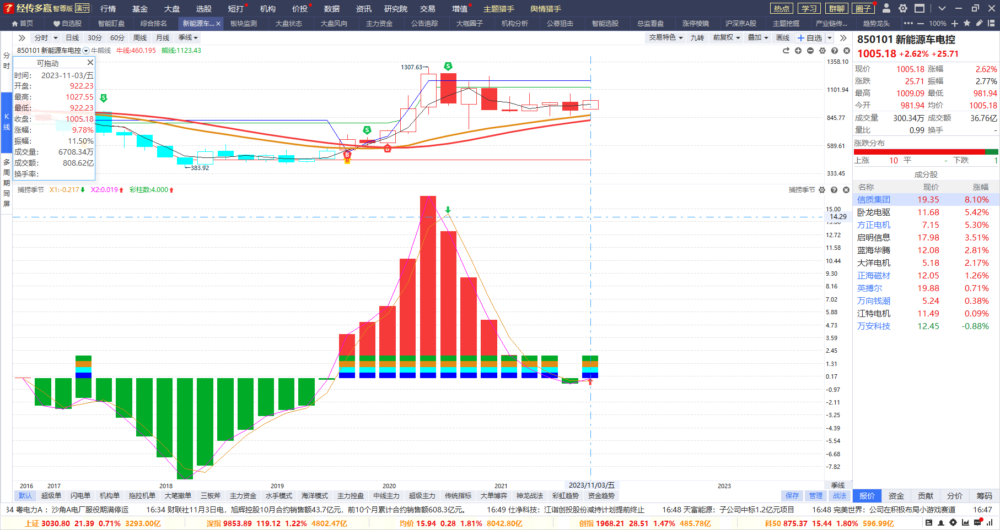 经传多赢 智尊版 演示 行情 基金 大盘 选股 短打 机构 价投 数据 资讯 研究院 交易 增值 主题猎手 舆情猎手 热点 学习 群聊 圈子
首页 自选股 智能盯盘 综合排名 新能源车... 板块监测 大盘状态 大盘风向 主力资金 公告追踪 大咖圈子 机构分析 公募狙击 智能选股 总监看盘 涨停棱镜 沪深京A股 主题挖掘 产业链传... 趋势龙头 100%
分时 日线 30分 60分 周线 月线 季线 交易特色 九转 前复权 叠加 画线 自选
850101 新能源车电控 牛熊线 牛线:460.195 熊线:1123.43
分时
K线
多周期同屏
可拖动
时间: 2023-11-03/五
开盘: 922.23
最高: 1027.55
最低: 922.23
收盘: 1005.18
涨幅: 9.78%
振幅: 11.50%
成交量: 6708.34万
成交额: 808.62亿
换手率:
S
S
S
B
B
B
1307.63
383.92
1358.10
1101.94
845.77
589.61
333.45
捕捞季节 X1:-0.217 X2:0.019 彩柱数:4.000 捕捞季节
15.00
14.29
12.72
11.58
10.44
9.30
8.16
7.02
5.88
4.73
3.59
2.45
1.31
0.17
-0.97
-2.11
-3.25
-4.39
-5.54
-6.68
-7.82
2016 2017 2018 2019 2020 2021 2023/11/03/五 2023 季线
默认 超级单 闪电单 机构单 拖拉机单 大笔撤单 三板斧 主力资金 水手模式 海洋模式 主力控盘 中线主力 超级主力 传统指标 大单博弈 神龙战法 彩虹趋势 资金趋势 保存 管理 战法
850101 新能源车电控
1005.18 +2.62% +25.71
现价 1005.18 涨幅 2.62%
涨跌 25.71 振幅 2.77%
最高 1009.09 最低 981.94
今开 981.94 均价 1005.18
成交量 300.34万 成交额 36.76亿
量比 0.99 换手 -
涨跌分布
上涨 10 平 - 下跌 1
成分股
名称 现价 涨幅
信质集团 19.35 8.10%
卧龙电驱 11.68 5.42%
方正电机 7.15 5.30%
启明信息 17.98 3.51%
蓝海华腾 12.08 2.81%
大洋电机 5.18 2.17%
正海磁材 12.05 1.26%
英搏尔 19.88 0.71%
万向钱潮 5.24 0.38%
江特电机 11.49 0.09%
万安科技 12.45 -0.88%
报价 资金 贡献 分价 筹码
34 粤电力A： 沙角A电厂服役期满停运 16:34 财联社11月3日电，旭辉控股10月合约销售额43.7亿元，前10个月累计合约销售额608.3亿元。 16:49 仕净科技：江诣创投股份减持计划提前终止 16:48 天富能源：子公司中标1.2亿元项目 16:48 完美世界：公司在积极布局小游戏赛道 16:47
上证 3030.80 21.39 0.71% 3293.00亿 深指 9853.89 119.12 1.22% 4802.47亿 均价 15.94 0.28 1.81% 8042.80亿 创指 1968.21 28.51 1.47% 485.78亿 科50 875.37 15.44 1.80% 596.99亿